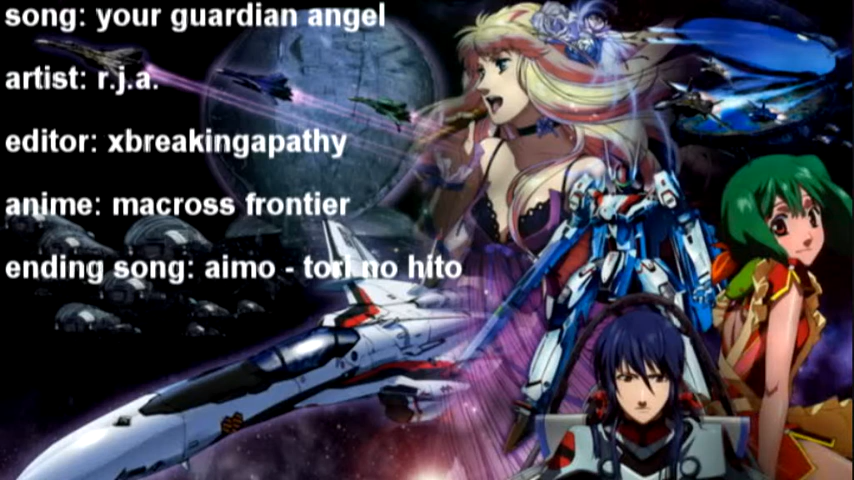 song: your guardian angel
artist: r.j.a.
editor: xbreakingapathy
anime: macross frontier
ending song: aimo - tori no hito